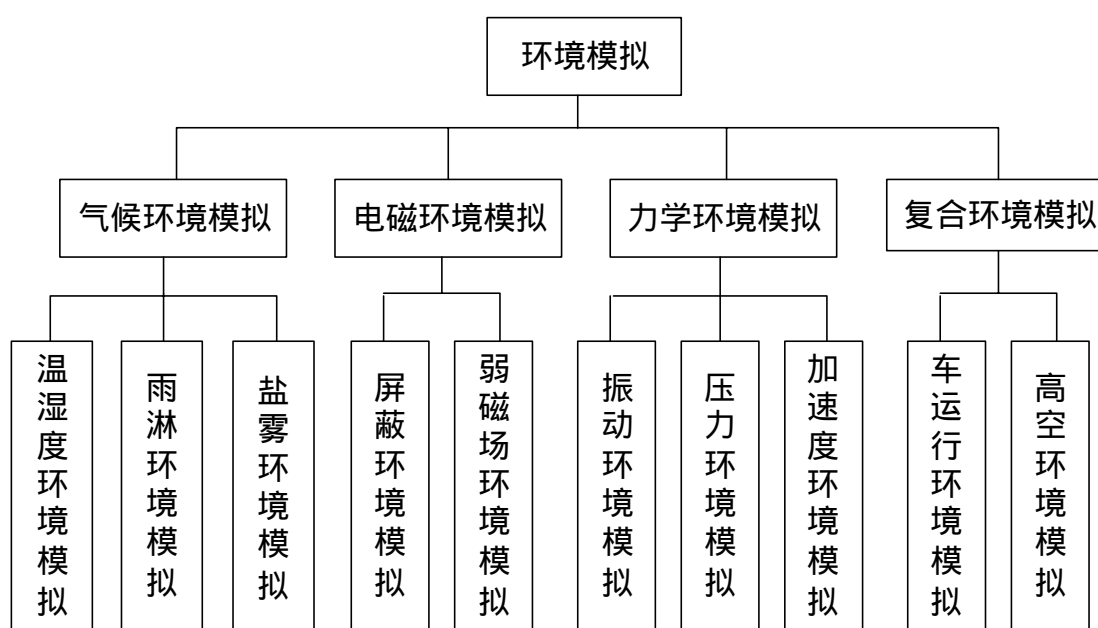 环境模拟
气候环境模拟
电磁环境模拟
力学环境模拟
复合环境模拟
温湿度环境模拟
雨淋环境模拟
盐雾环境模拟
屏蔽环境模拟
弱磁场环境模拟
振动环境模拟
压力环境模拟
加速度环境模拟
车运行环境模拟
高空环境模拟